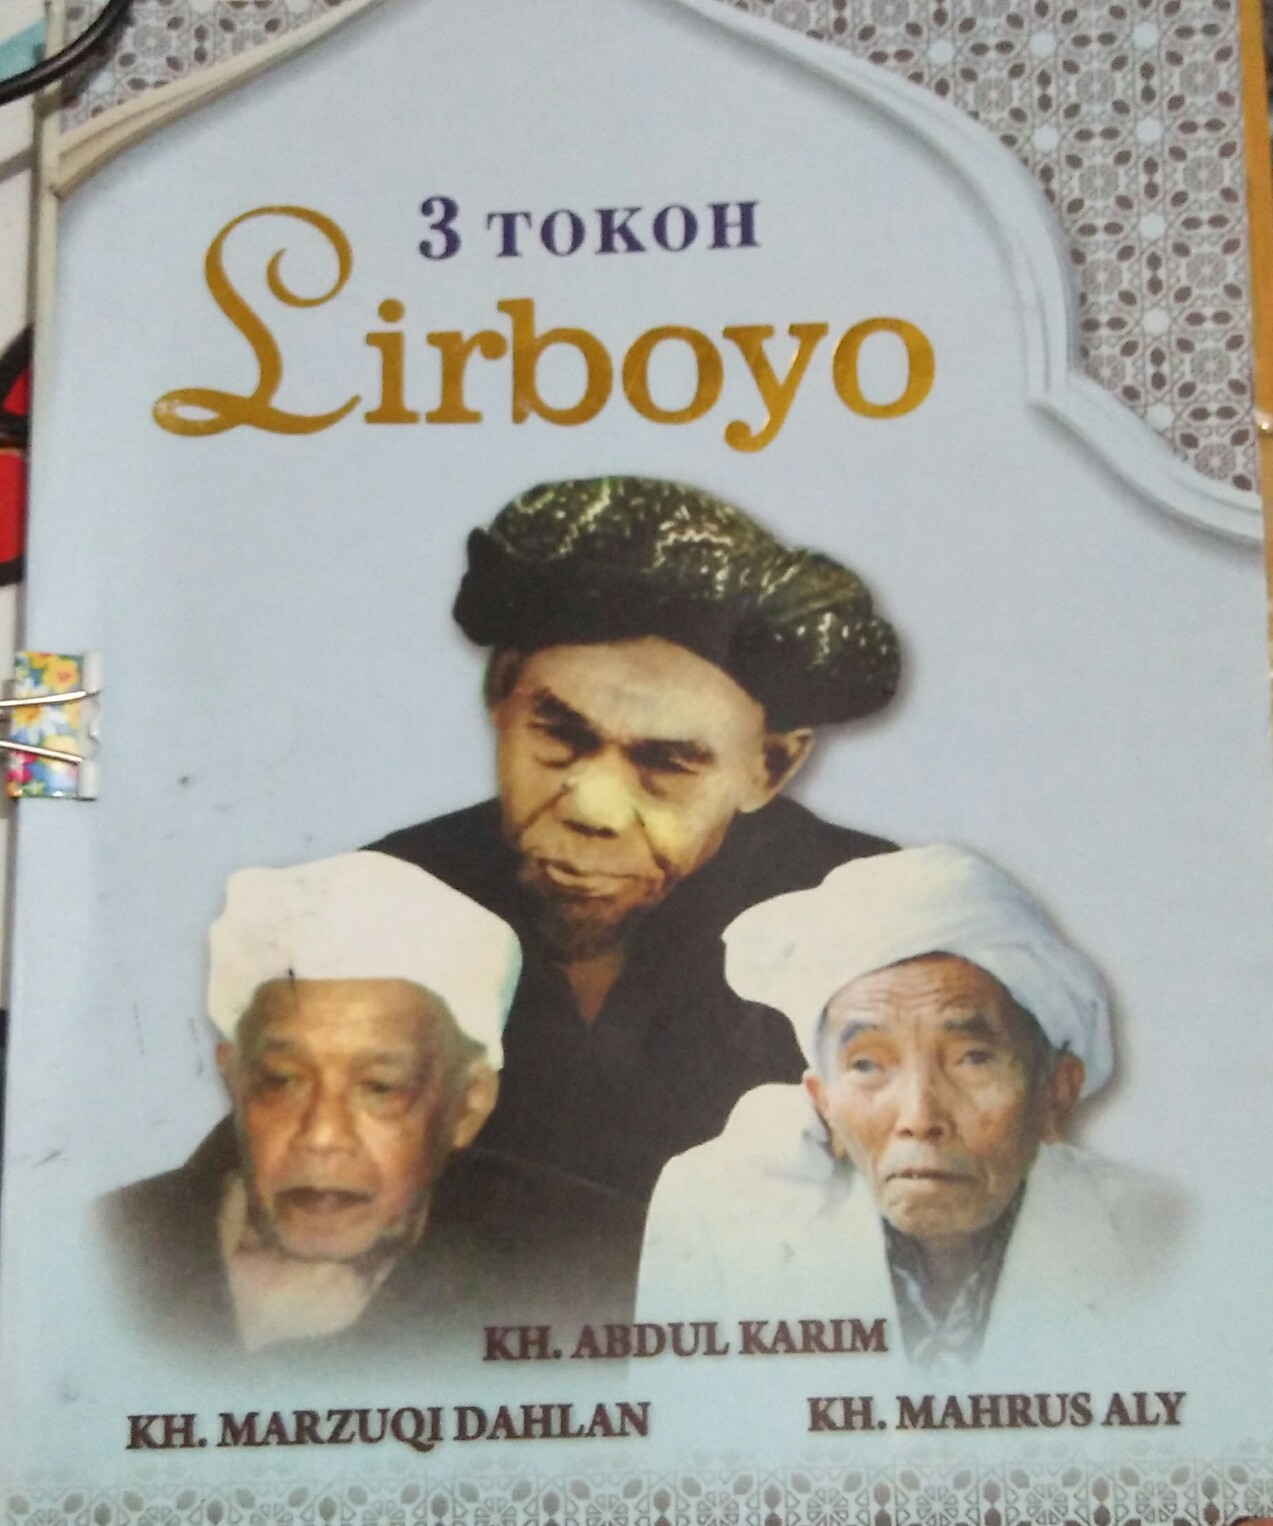 3 TOKOH
Lirboyo
KH. ABDUL KARIM
KH. MARZUQI DAHLAN
KH. MAHRUS ALY